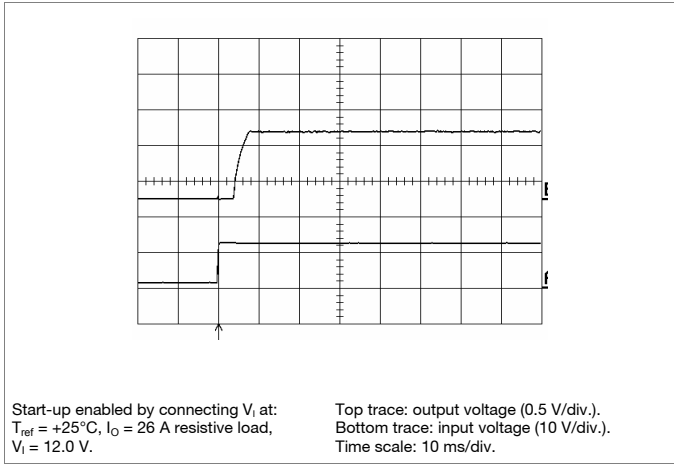 Start-up enabled by connecting VI at:
Tref = +25°C, IO = 26 A resistive load,
VI = 12.0 V.
Top trace: output voltage (0.5 V/div.).
Bottom trace: input voltage (10 V/div.).
Time scale: 10 ms/div.